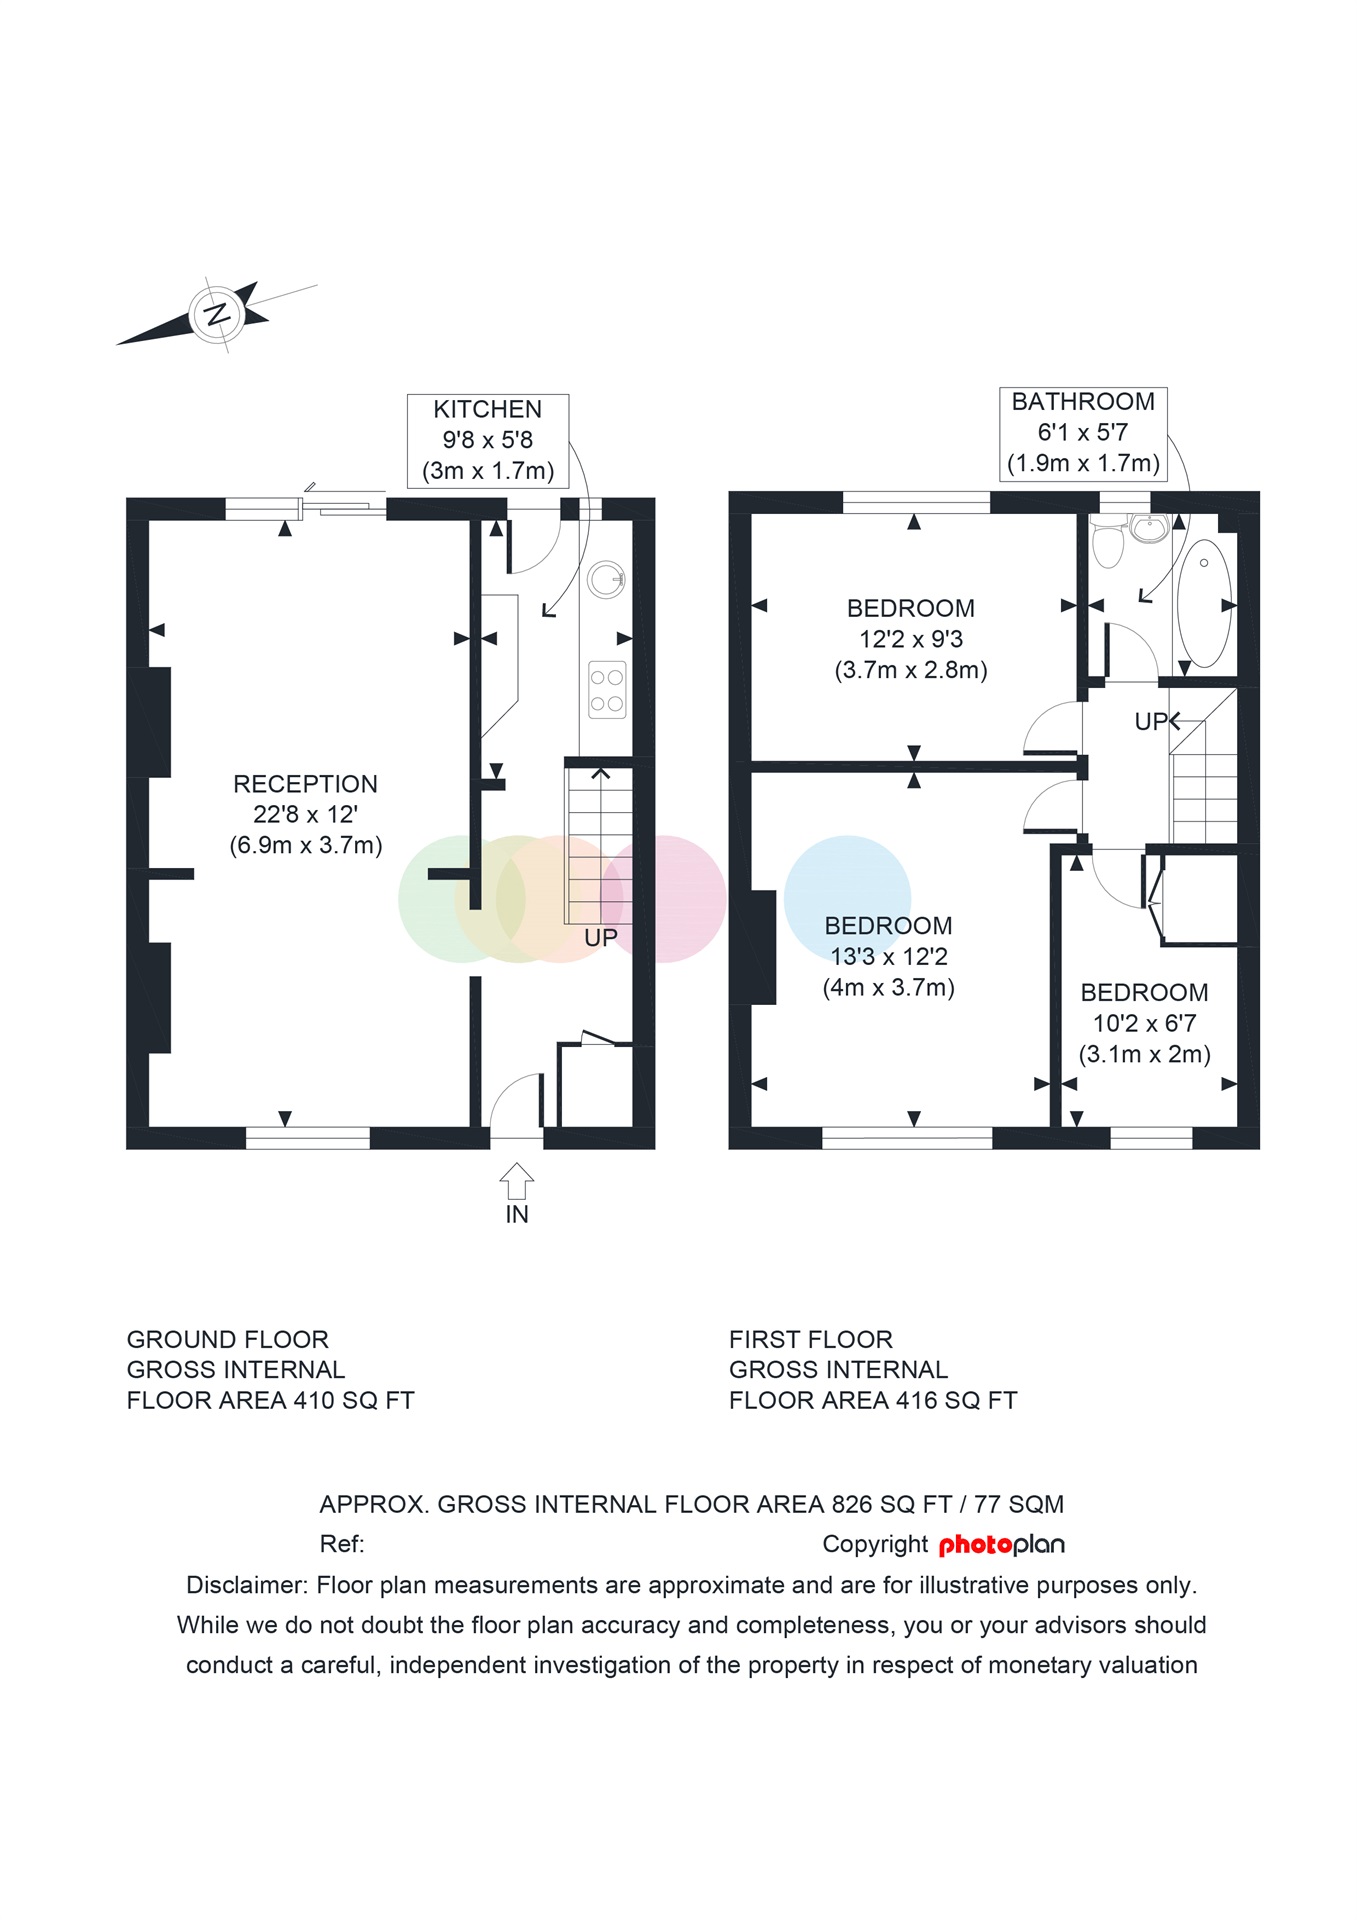 N
KITCHEN
9'8 x 5'8
(3m x 1.7m)
BATHROOM
6'1 x 5'7
(1.9m x 1.7m)
RECEPTION
22'8 x 12'
(6.9m x 3.7m)
UP
IN
BEDROOM
12'2 x 9'3
(3.7m x 2.8m)
UP
BEDROOM
13'3 x 12'2
(4m x 3.7m)
BEDROOM
10'2 x 6'7
(3.1m x 2m)
GROUND FLOOR
GROSS INTERNAL
FLOOR AREA 410 SQ FT
FIRST FLOOR
GROSS INTERNAL
FLOOR AREA 416 SQ FT
APPROX. GROSS INTERNAL FLOOR AREA 826 SQ FT / 77 SQM
Ref:
Copyright photoplan
Disclaimer: Floor plan measurements are approximate and are for illustrative purposes only.
While we do not doubt the floor plan accuracy and completeness, you or your advisors should
conduct a careful, independent investigation of the property in respect of monetary valuation